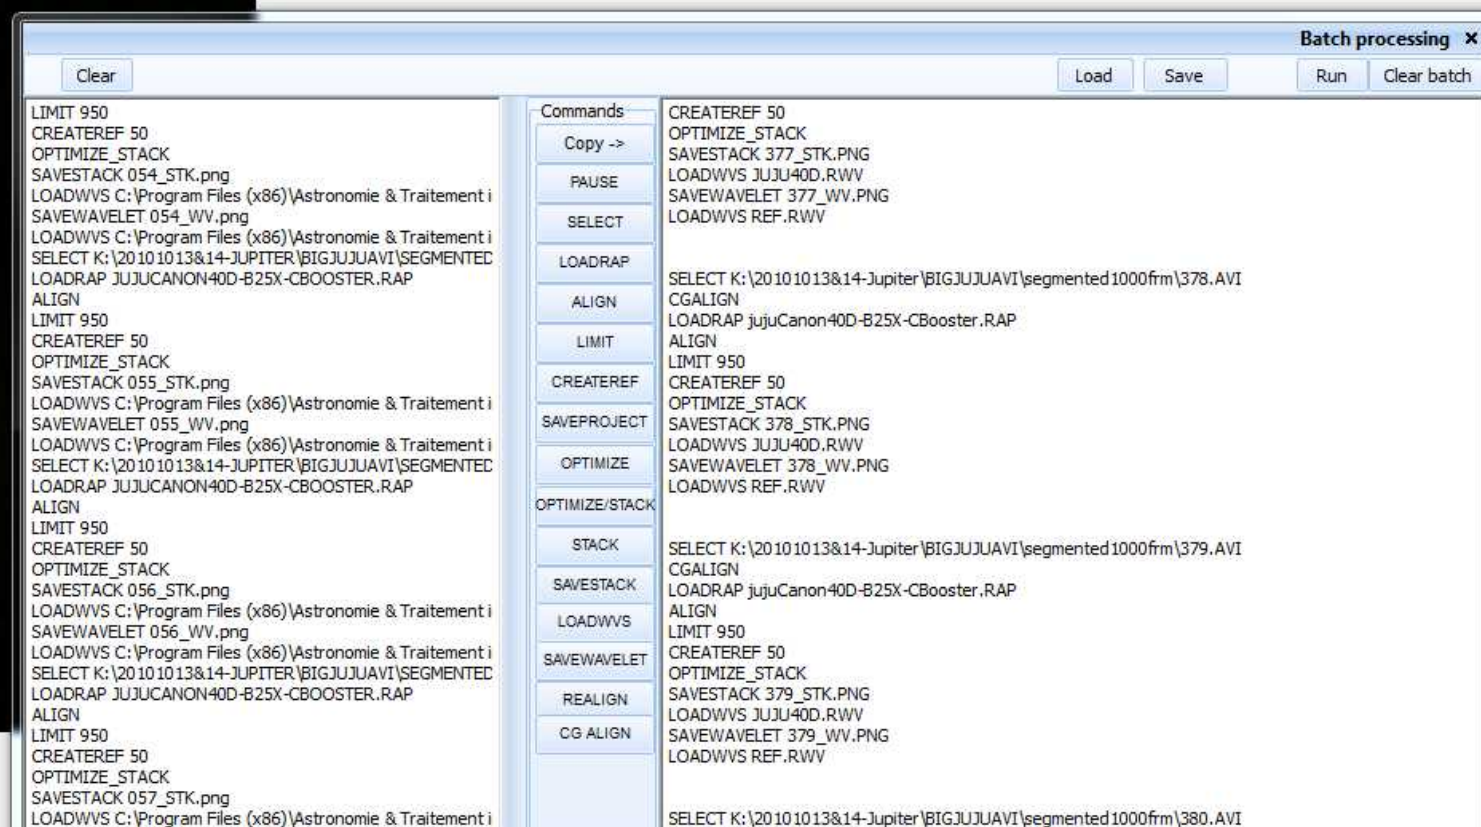 Batch processing ×
Clear
Load
Save
Run
Clear batch
LIMIT 950
CREATEREF 50
OPTIMIZE_STACK
SAVESTACK 054_STK.png
LOADWVS C:\Program Files (x86)\Astronomie & Traitement i
SAVEWAVELET 054_WV.png
LOADWVS C:\Program Files (x86)\Astronomie & Traitement i
SELECT K:\20101013&14-JUPITER\BIGJUJUAVI\SEGMENTED
LOADRAP JUJUCANON40D-B25X-CBOOSTER.RAP
ALIGN
LIMIT 950
CREATEREF 50
OPTIMIZE_STACK
SAVESTACK 055_STK.png
LOADWVS C:\Program Files (x86)\Astronomie & Traitement i
SAVEWAVELET 055_WV.png
LOADWVS C:\Program Files (x86)\Astronomie & Traitement i
SELECT K:\20101013&14-JUPITER\BIGJUJUAVI\SEGMENTED
LOADRAP JUJUCANON40D-B25X-CBOOSTER.RAP
ALIGN
LIMIT 950
CREATEREF 50
OPTIMIZE_STACK
SAVESTACK 056_STK.png
LOADWVS C:\Program Files (x86)\Astronomie & Traitement i
SAVEWAVELET 056_WV.png
LOADWVS C:\Program Files (x86)\Astronomie & Traitement i
SELECT K:\20101013&14-JUPITER\BIGJUJUAVI\SEGMENTED
LOADRAP JUJUCANON40D-B25X-CBOOSTER.RAP
ALIGN
LIMIT 950
CREATEREF 50
OPTIMIZE_STACK
SAVESTACK 057_STK.png
LOADWVS C:\Program Files (x86)\Astronomie & Traitement i
Commands
Copy ->
PAUSE
SELECT
LOADRAP
ALIGN
LIMIT
CREATEREF
SAVEPROJECT
OPTIMIZE
OPTIMIZE/STACK
STACK
SAVESTACK
LOADWVS
SAVEWAVELET
REALIGN
CG ALIGN
CREATEREF 50
OPTIMIZE_STACK
SAVESTACK 377_STK.PNG
LOADWVS JUJU40D.RWV
SAVEWAVELET 377_WV.PNG
LOADWVS REF.RWV
SELECT K:\20101013&14-Jupiter\BIGJUJUAVI\segmented1000frm\378.AVI
CGALIGN
LOADRAP jujuCanon40D-B25X-CBooster.RAP
ALIGN
LIMIT 950
CREATEREF 50
OPTIMIZE_STACK
SAVESTACK 378_STK.PNG
LOADWVS JUJU40D.RWV
SAVEWAVELET 378_WV.PNG
LOADWVS REF.RWV
SELECT K:\20101013&14-Jupiter\BIGJUJUAVI\segmented1000frm\379.AVI
CGALIGN
LOADRAP jujuCanon40D-B25X-CBooster.RAP
ALIGN
LIMIT 950
CREATEREF 50
OPTIMIZE_STACK
SAVESTACK 379_STK.PNG
LOADWVS JUJU40D.RWV
SAVEWAVELET 379_WV.PNG
LOADWVS REF.RWV
SELECT K:\20101013&14-Jupiter\BIGJUJUAVI\segmented1000frm\380.AVI